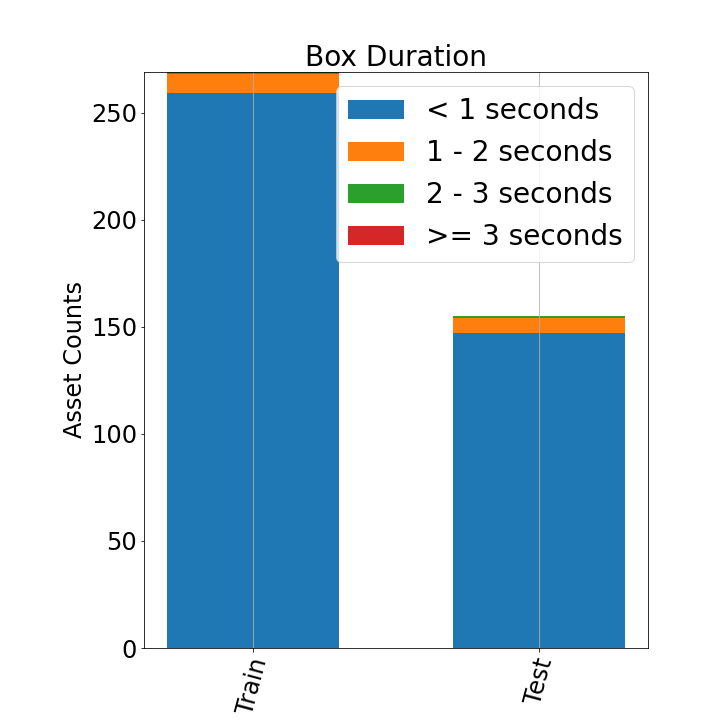 Box Duration
< 1 seconds
1 - 2 seconds
2 - 3 seconds
>= 3 seconds
Asset Counts
250
200
150
100
50
0
Train
Test